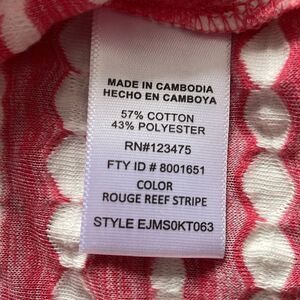 MADE IN CAMBODIA
HECHO EN CAMBOYA
57% COTTON
43% POLYESTER
RN#123475
FTY ID # 8001651
COLOR
ROUGE REEF STRIPE
STYLE EJMS0KT063